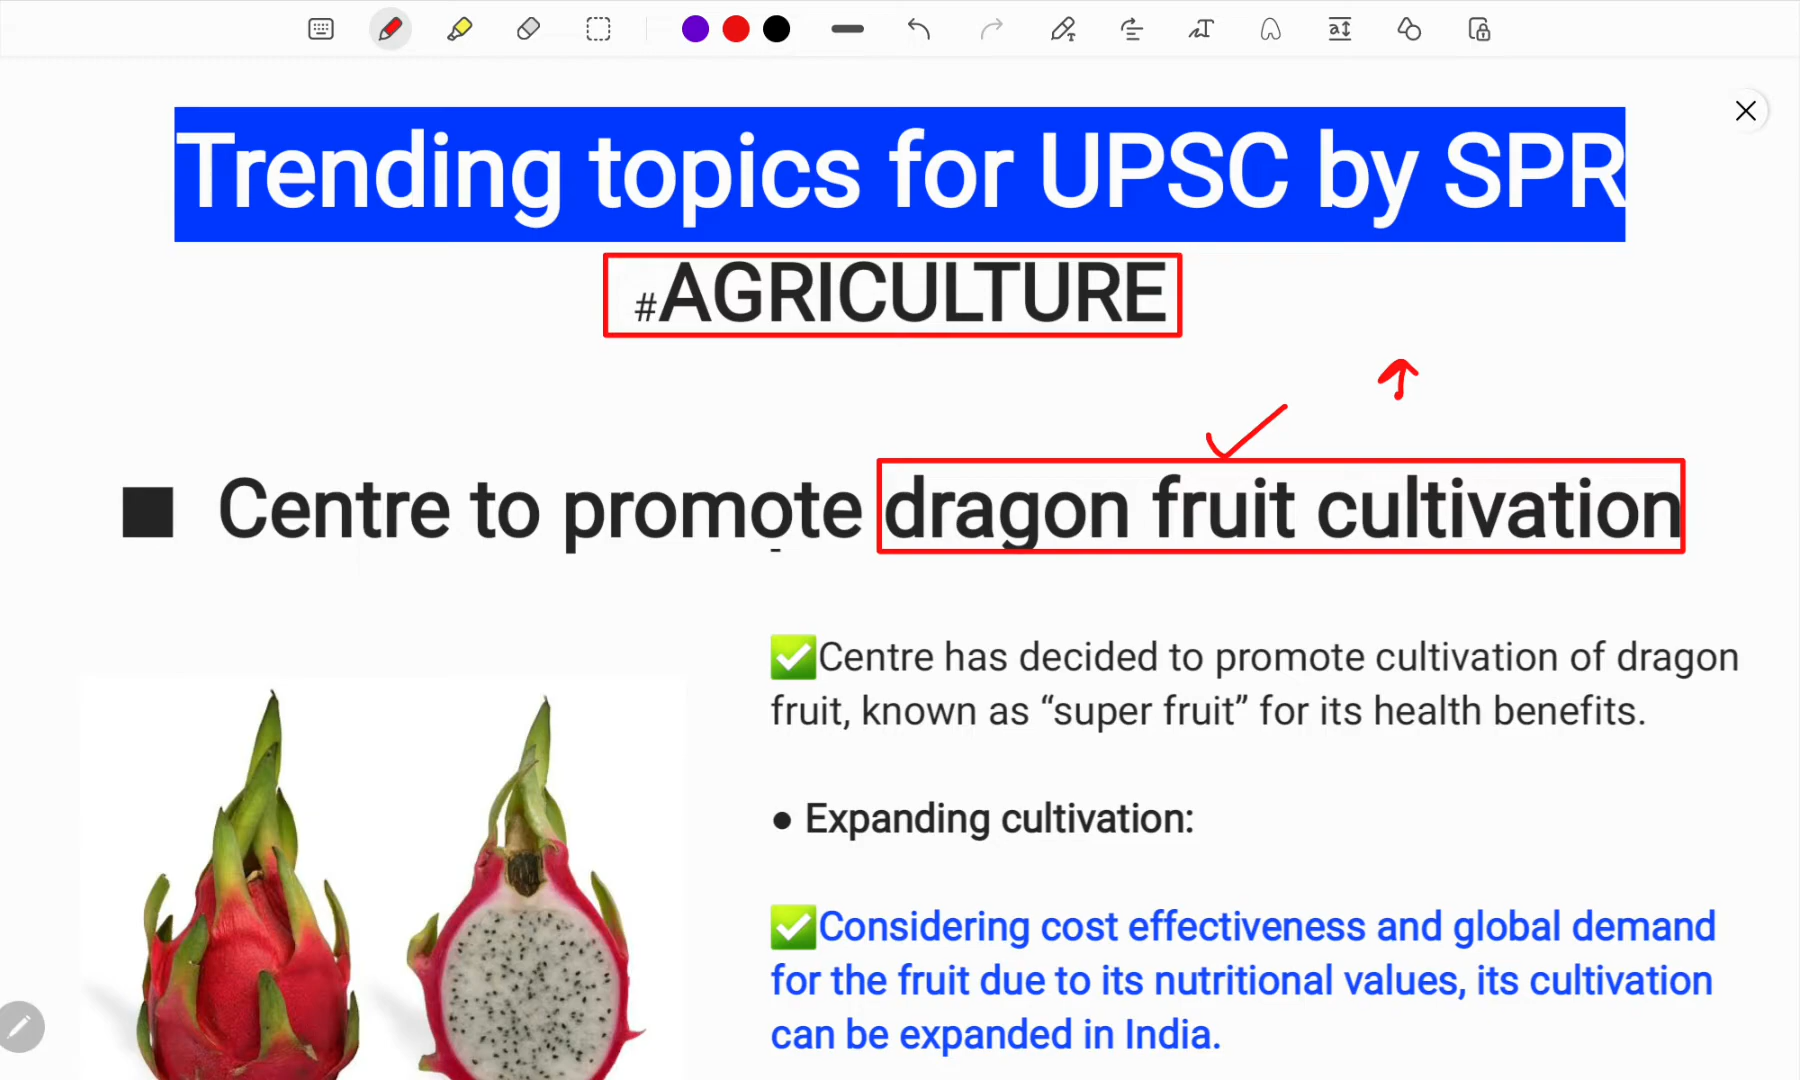 Trending topics for UPSC by SPR
#AGRICULTURE
■ Centre to promote dragon fruit cultivation
✅Centre has decided to promote cultivation of dragon
fruit, known as “super fruit” for its health benefits.
● Expanding cultivation:
✅Considering cost effectiveness and global demand
for the fruit due to its nutritional values, its cultivation
can be expanded in India.